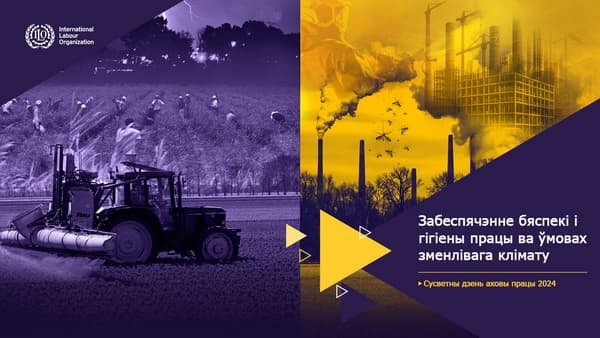 International
Labour
Organization
Забеспячэнне бяспекі і
гігіены працы ва ўмовах
зменлівага клімату
Сусветны дзень аховы працы 2024